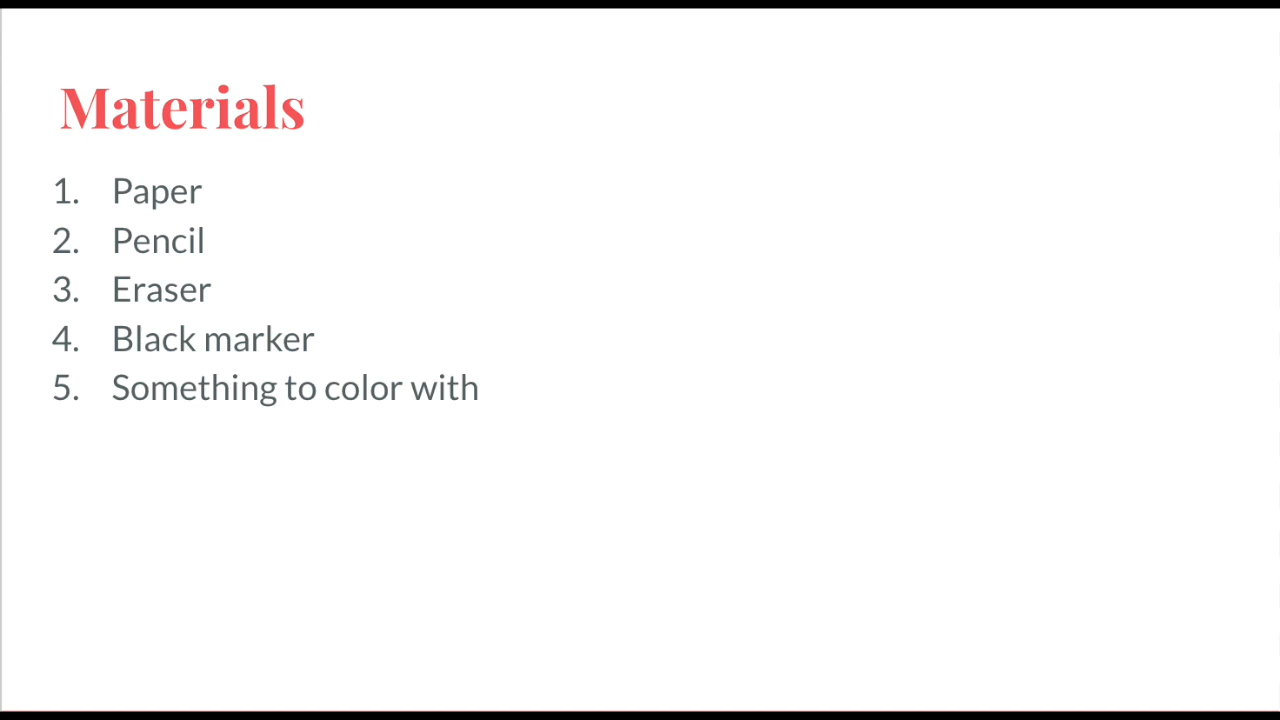 Materials
1. Paper
2. Pencil
3. Eraser
4. Black marker
5. Something to color with